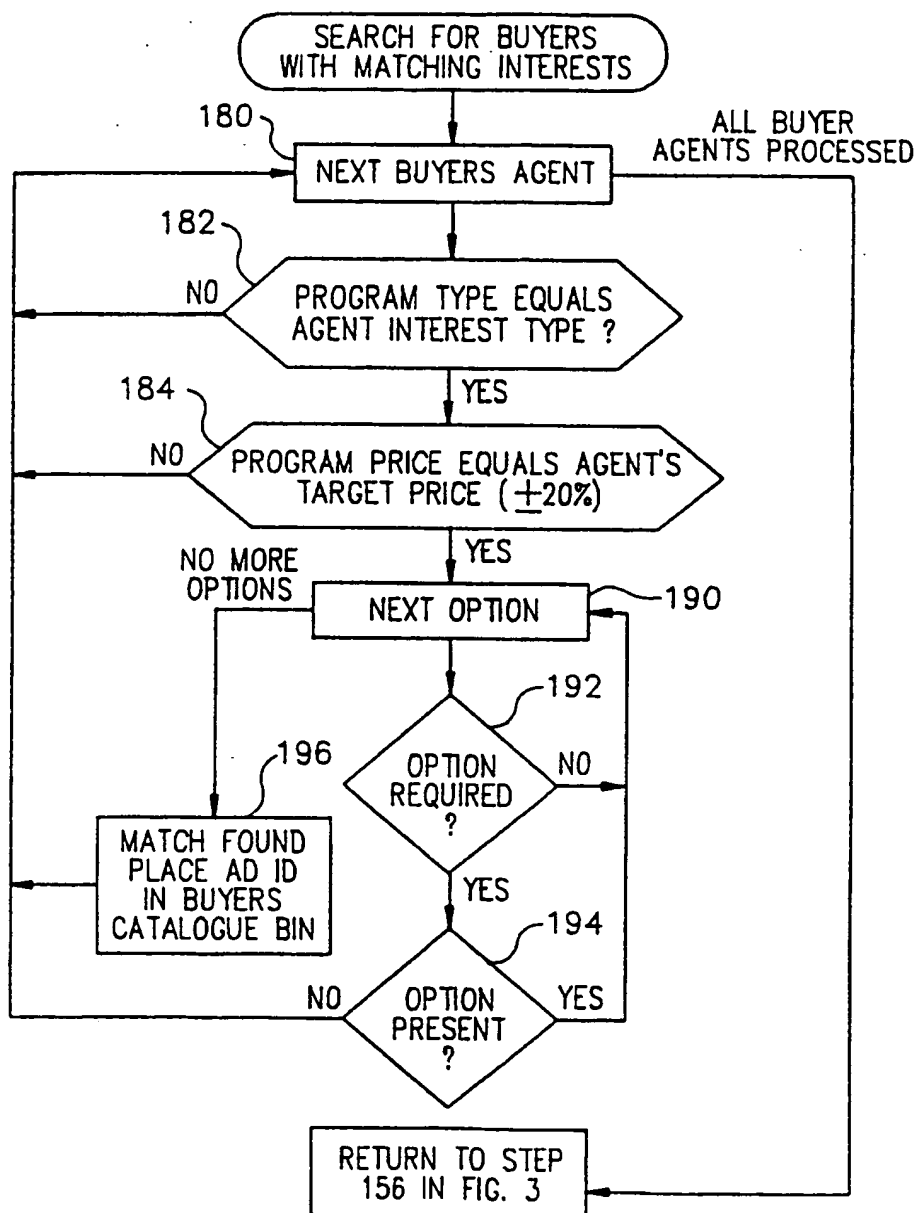 SEARCH FOR BUYERS
WITH MATCHING INTERESTS
180
ALL BUYER
AGENTS PROCESSED
NEXT BUYERS AGENT
182
NO
PROGRAM TYPE EQUALS
AGENT INTEREST TYPE ?
YES
184
NO
PROGRAM PRICE EQUALS AGENT'S
TARGET PRICE (±20%)
YES
NO MORE
OPTIONS
NEXT OPTION
190
192
OPTION
REQUIRED
?
NO
196
MATCH FOUND
PLACE AD ID
IN BUYERS
CATALOGUE BIN
YES
194
NO
OPTION
PRESENT
?
YES
RETURN TO STEP
156 IN FIG. 3